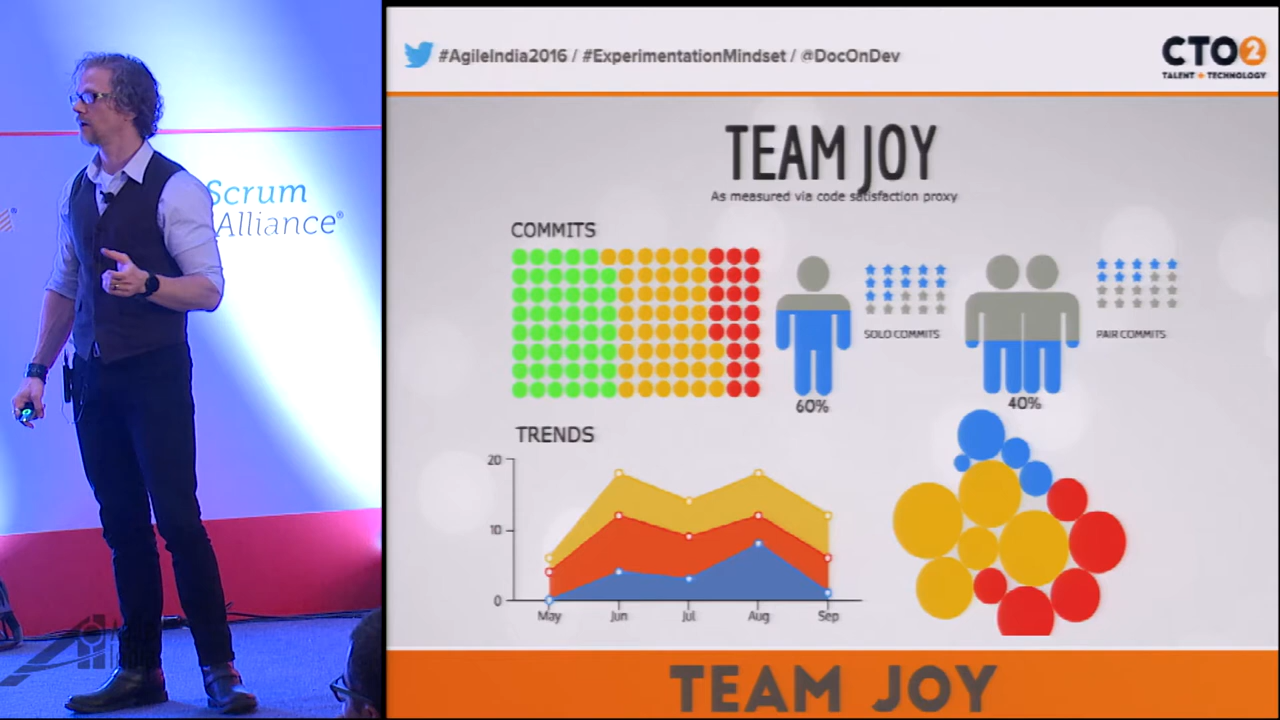 Scrum
Alliance®
#AgileIndia2016 / #ExperimentationMindset / @DocOnDev
CTO2
TALENT + TECHNOLOGY
TEAM JOY
As measured via code satisfaction proxy
COMMITS
SOLO COMMITS
PAIR COMMITS
60%
40%
TRENDS
20
10
0
May Jun Jul Aug Sep
TEAM JOY